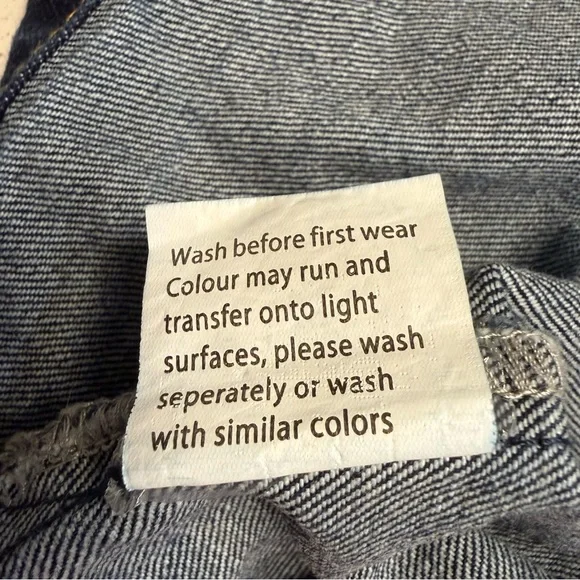 Wash before first wear
Colour may run and
transfer onto light
surfaces, please wash
seperately or wash
with similar colors